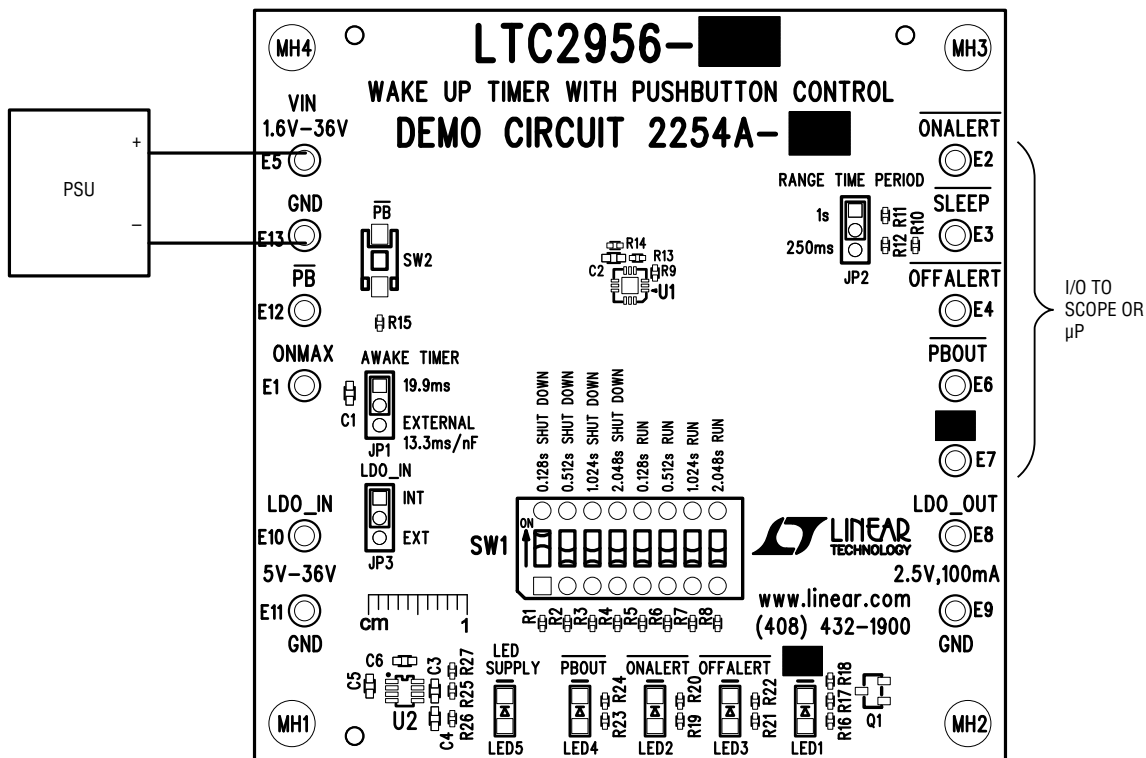 LTC2956-
WAKE UP TIMER WITH PUSHBUTTON CONTROL
DEMO CIRCUIT 2254A-
MH4
MH3
VIN
1.6V-36V
E5
PSU
+
−
GND
E13
PB
E12
ONMAX
E1
PB
SW2
R15
AWAKE TIMER
19.9ms
EXTERNAL
13.3ms/nF
C1
JP1
LDO_IN
INT
EXT
JP3
LDO_IN
E10
5V-36V
E11
GND
R14
C2
R13
R9
U1
RANGE TIME PERIOD
1s
250ms
JP2
R11
R12
R10
ONALERT
E2
SLEEP
E3
OFFALERT
E4
PBOUT
E6
E7
I/O TO
SCOPE OR
µP
LDO_OUT
E8
2.5V,100mA
E9
GND
0.128s SHUT DOWN
0.512s SHUT DOWN
1.024s SHUT DOWN
2.048s SHUT DOWN
0.128s RUN
0.512s RUN
1.024s RUN
2.048s RUN
SW1
ON
R1
R2
R3
R4
R5
R6
R7
R8
LINEAR
TECHNOLOGY
www.linear.com
(408) 432-1900
cm 1
C6
C5
U2
C3
C4
R27
R25
R26
LED
SUPPLY
LED5
PBOUT
R24
R23
LED4
ONALERT
R20
R19
LED2
OFFALERT
R22
R21
LED3
R18
R17
R16
LED1
Q1
MH1
MH2